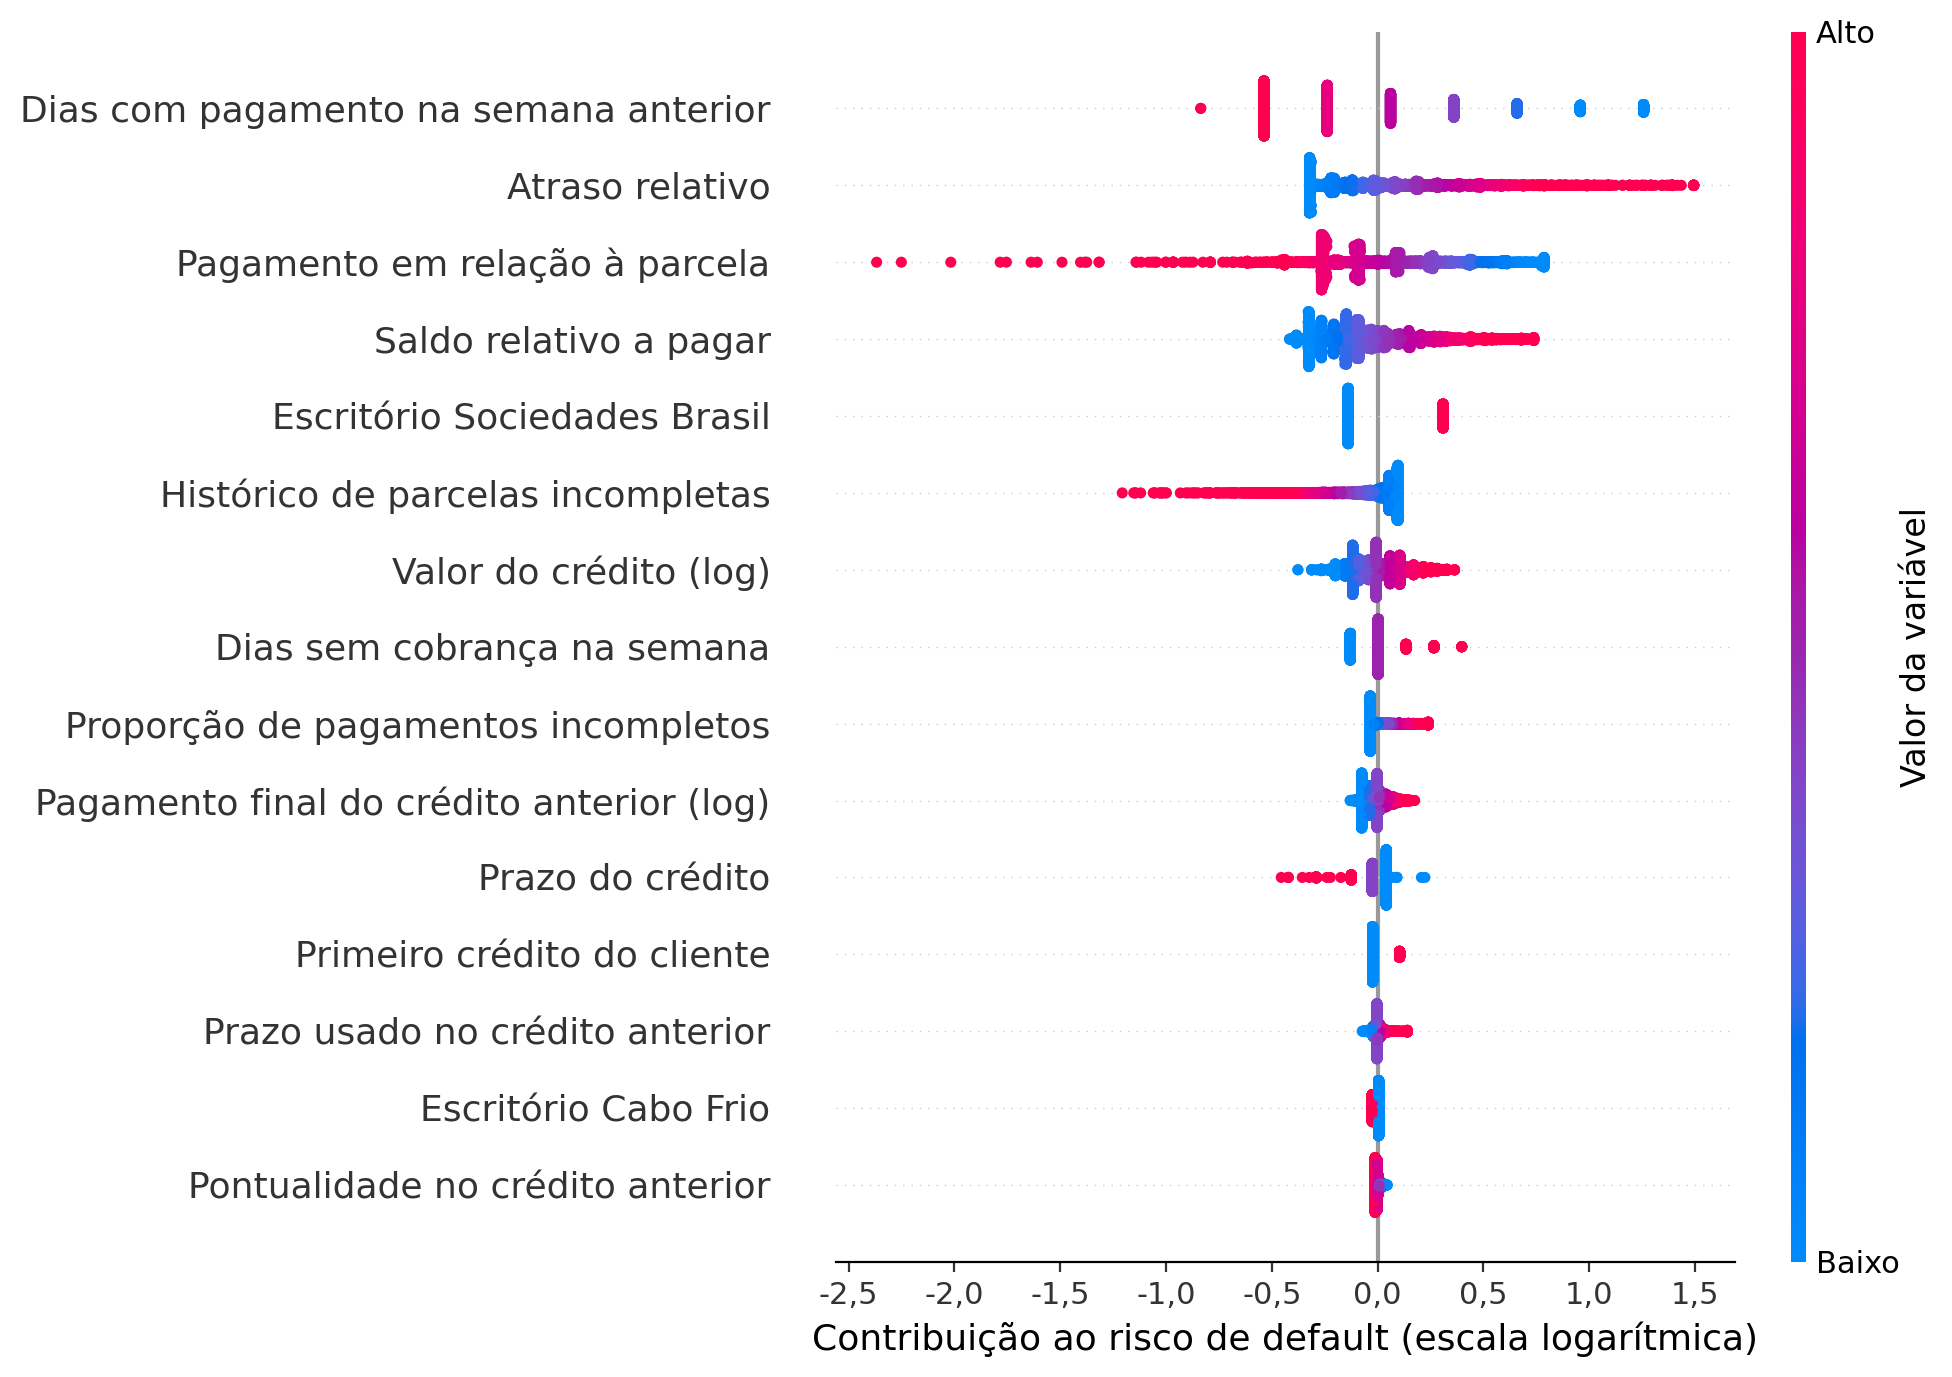 Alto
Dias com pagamento na semana anterior
Atraso relativo
Pagamento em relação à parcela
Saldo relativo a pagar
Escritório Sociedades Brasil
Histórico de parcelas incompletas
Valor do crédito (log)
Dias sem cobrança na semana
Proporção de pagamentos incompletos
Pagamento final do crédito anterior (log)
Prazo do crédito
Primeiro crédito do cliente
Prazo usado no crédito anterior
Escritório Cabo Frio
Pontualidade no crédito anterior
Valor da variável
Baixo
-2,5 -2,0 -1,5 -1,0 -0,5 0,0 0,5 1,0 1,5
Contribuição ao risco de default (escala logarítmica)